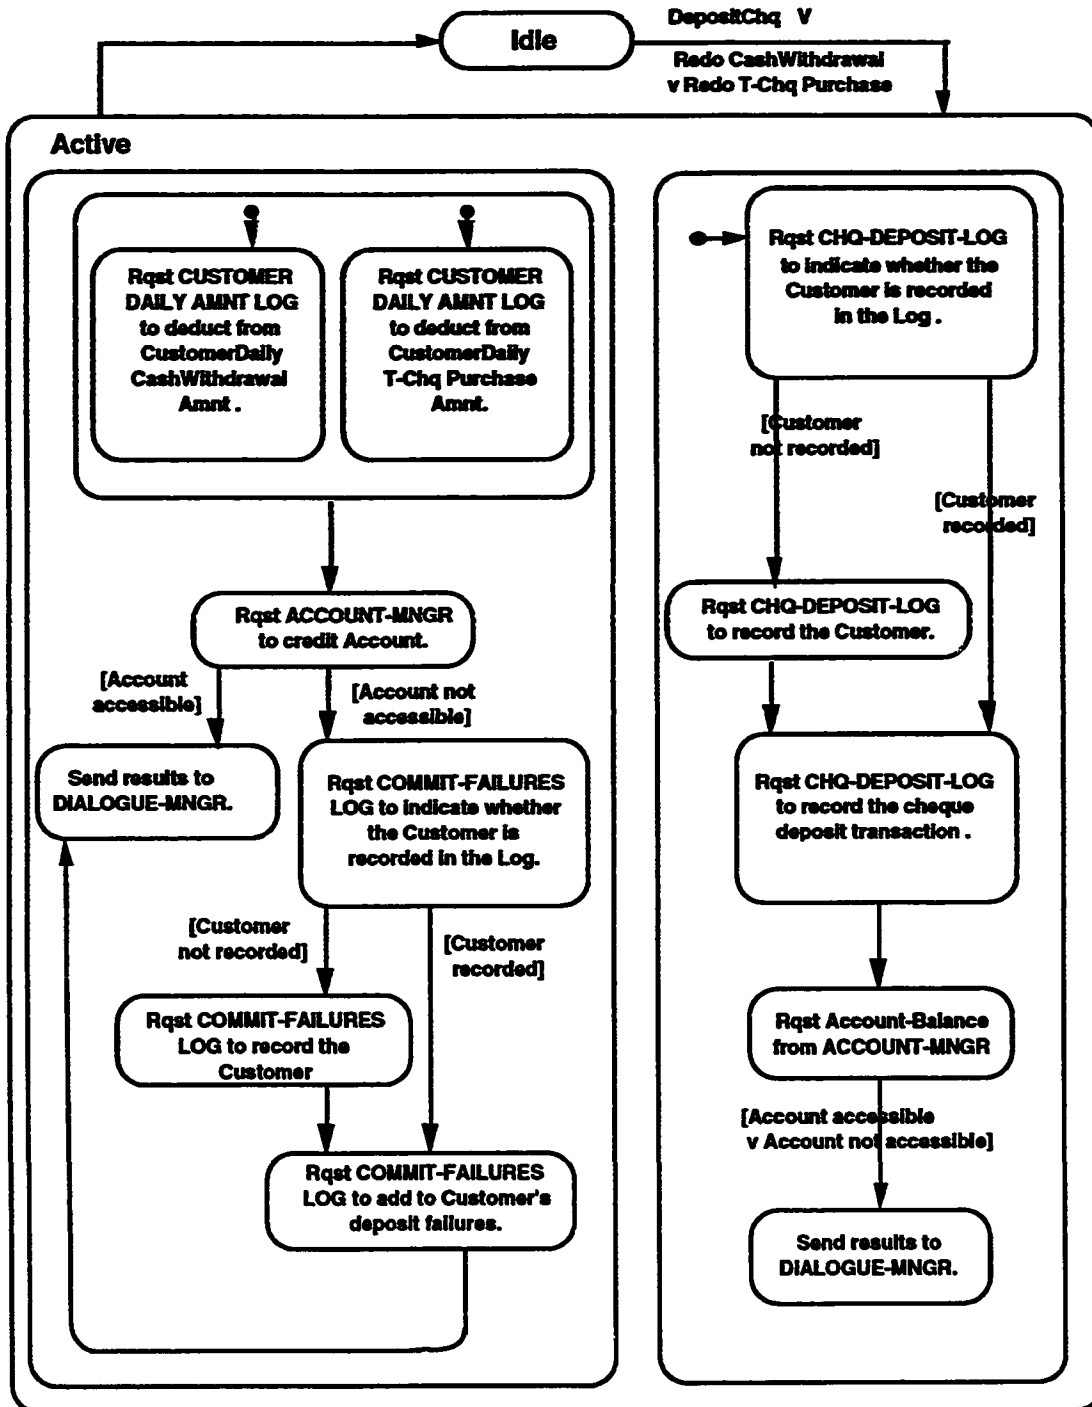 Idle
DepositChq V
Redo CashWithdrawal
v Redo T-Chq Purchase
Active
Rqst CUSTOMER
DAILY AMNT LOG
to deduct from
CustomerDaily
CashWithdrawal
Amnt .
Rqst CUSTOMER
DAILY AMNT LOG
to deduct from
CustomerDaily
T-Chq Purchase
Amnt.
Rqst ACCOUNT-MNGR
to credit Account.
[Account
accessible]
[Account not
accessible]
Send results to
DIALOGUE-MNGR.
Rqst COMMIT-FAILURES
LOG to indicate whether
the Customer is
recorded in the Log.
[Customer
not recorded]
[Customer
recorded]
Rqst COMMIT-FAILURES
LOG to record the
Customer
Rqst COMMIT-FAILURES
LOG to add to Customer's
deposit failures.
Rqst CHQ-DEPOSIT-LOG
to indicate whether the
Customer is recorded
in the Log .
[Customer
not recorded]
[Customer
recorded]
Rqst CHQ-DEPOSIT-LOG
to record the Customer.
Rqst CHQ-DEPOSIT-LOG
to record the cheque
deposit transaction .
Rqst Account-Balance
from ACCOUNT-MNGR
[Account accessible
v Account not accessible]
Send results to
DIALOGUE-MNGR.